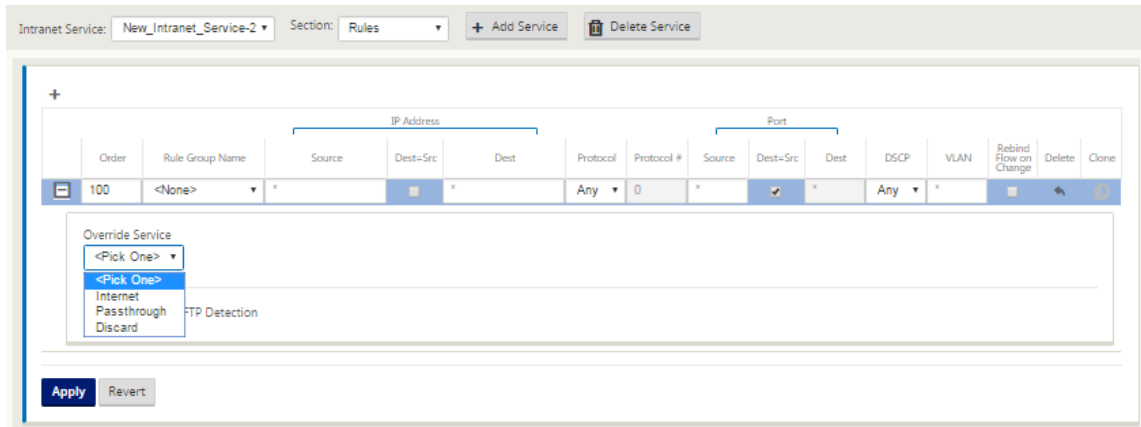 Intranet Service: New_Intranet_Service-2 Section: Rules + Add Service Delete Service
+
IP Address Port
Order Rule Group Name Source Dest=Src Dest Protocol Protocol # Source Dest=Src Dest DSCP VLAN Rebind Flow on Change Delete Clone
100 <None> * * Any 0 * * Any *
Override Service
<Pick One>
<Pick One>
Internet
Passthrough FTP Detection
Discard
Apply Revert